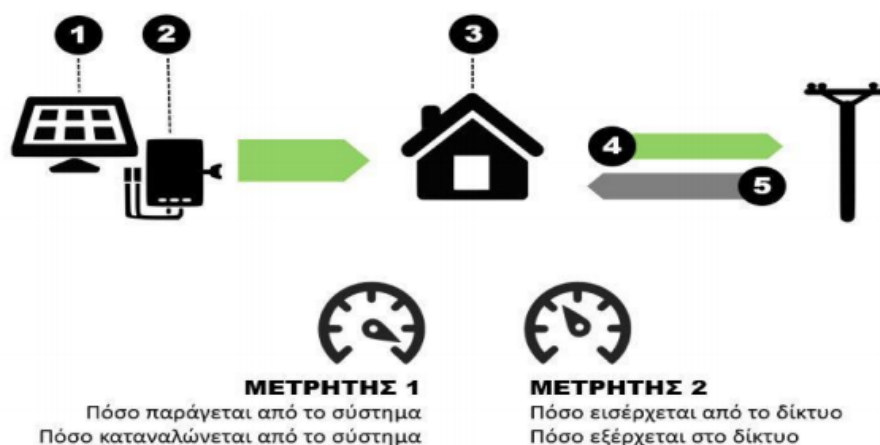 1
2
3
4
5
ΜΕΤΡΗΤΗΣ 1
Πόσο παράγεται από το σύστημα
Πόσο καταναλώνεται από το σύστημα
ΜΕΤΡΗΤΗΣ 2
Πόσο εισέρχεται από το δίκτυο
Πόσο εξέρχεται στο δίκτυο